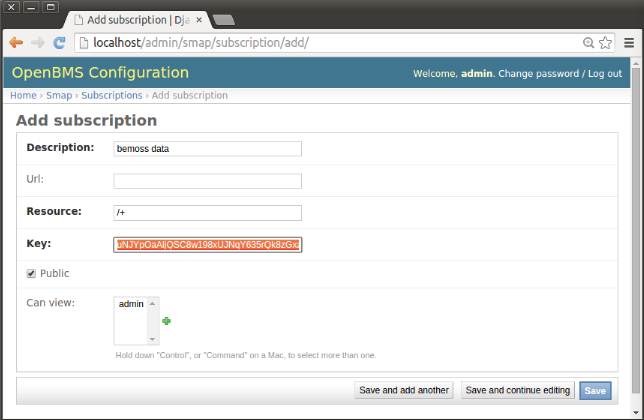 Add subscription | Dja
localhost/admin/smap/subscription/add/
OpenBMS Configuration
Welcome, admin. Change password / Log out
Home › Smap › Subscriptions › Add subscription
Add subscription
Description: bemoss data
Url:
Resource: /+
Key:
Public
Can view: admin
Hold down "Control", or "Command" on a Mac, to select more than one.
Save and add another Save and continue editing Save